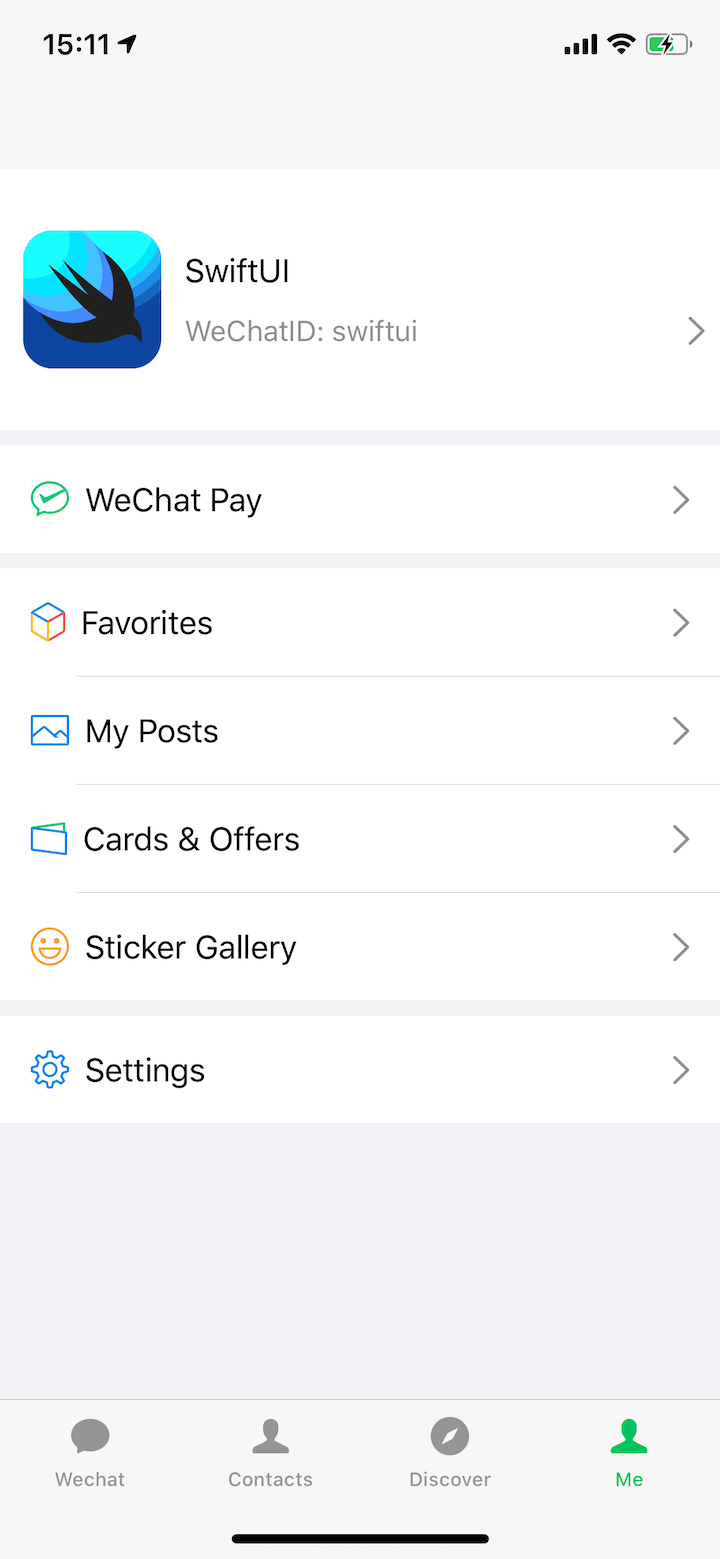 15:11
SwiftUI
WeChatID: swiftui
WeChat Pay
Favorites
My Posts
Cards & Offers
Sticker Gallery
Settings
Wechat Contacts Discover Me